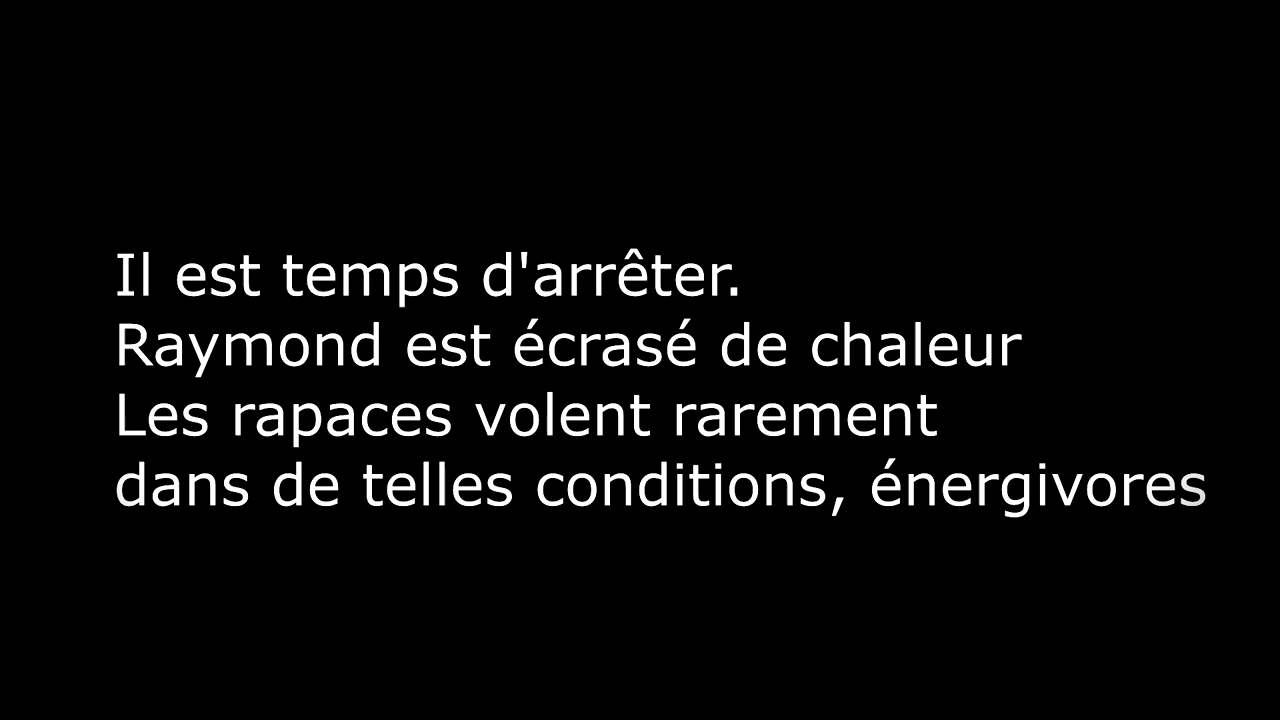 Il est temps d'arrêter.
Raymond est écrasé de chaleur
Les rapaces volent rarement
dans de telles conditions, énergivores